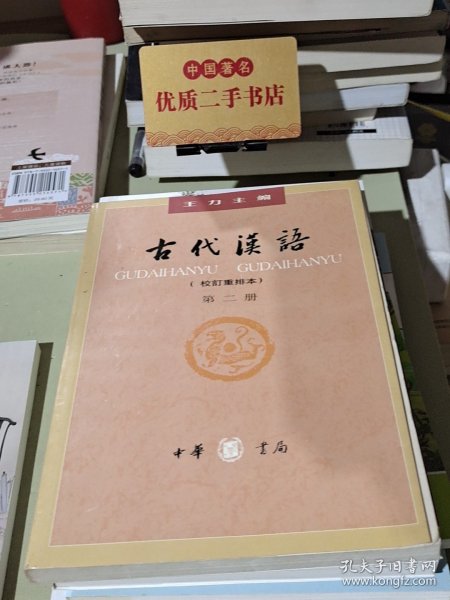 中国著名
优质二手书店
王力主编
古代漢語
GUDAIHANYU GUDAIHANYU
(校訂重排本)
第二册
中華書局
孔夫子旧书网
www.kongfz.com